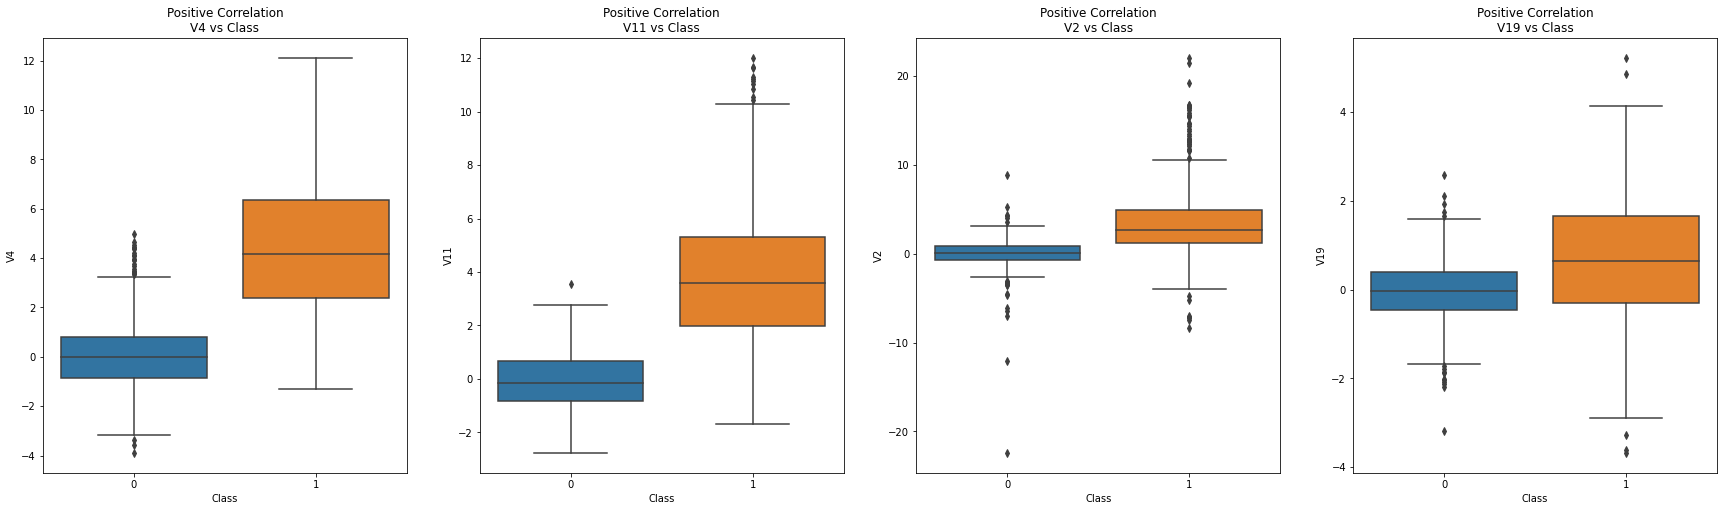 Positive Correlation
V4 vs Class
12
10
8
6
4
2
0
−2
−4
V4
0
1
Class
Positive Correlation
V11 vs Class
12
10
8
6
4
2
0
−2
V11
0
1
Class
Positive Correlation
V2 vs Class
20
10
0
−10
−20
V2
0
1
Class
Positive Correlation
V19 vs Class
4
2
0
−2
−4
V19
0
1
Class